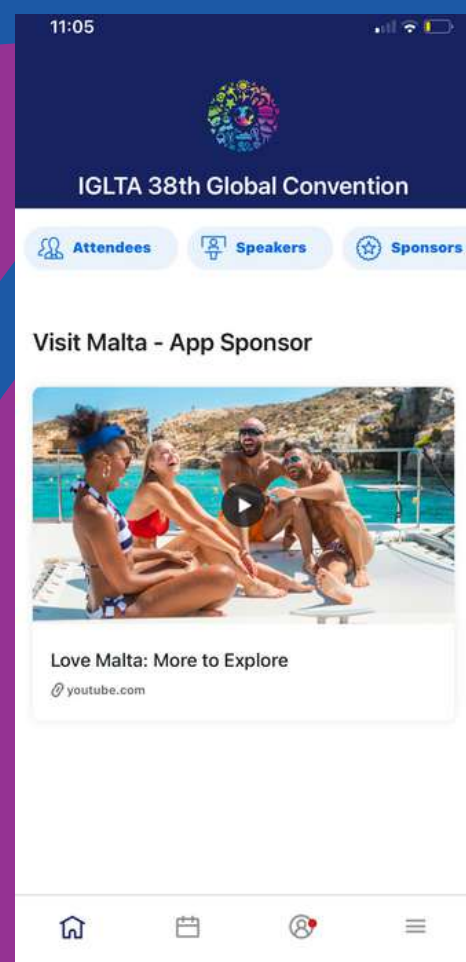 11:05
IGLTA 38th Global Convention
Attendees
Speakers
Sponsors
Visit Malta - App Sponsor
Love Malta: More to Explore
youtube.com